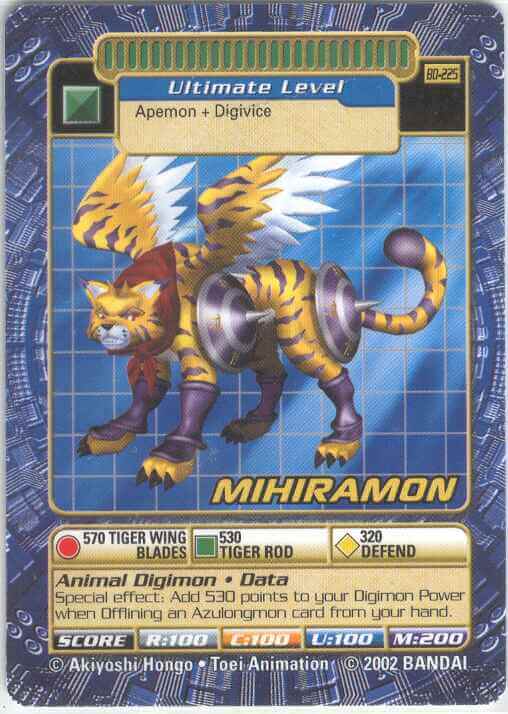 BO-225
Ultimate Level
Apemon + Digivice
MIHIRAMON
570 TIGER WING
BLADES
530
TIGER ROD
320
DEFEND
Animal Digimon • Data
Special effect: Add 530 points to your Digimon Power
when Offlining an Azulongmon card from your hand.
SCORE R:100 C:100 U:100 M:200
© Akiyoshi Hongo • Toei Animation © 2002 BANDAI